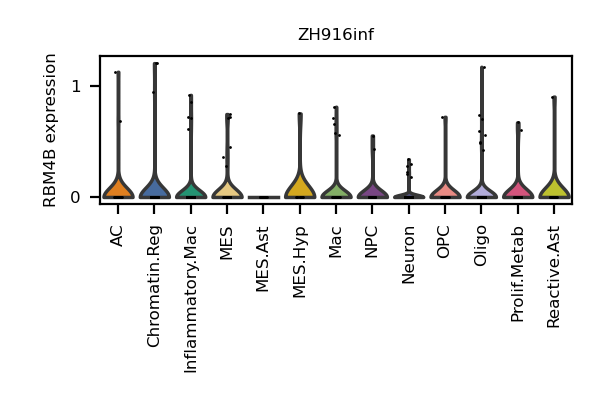 ZH916inf
RBM4B expression
1
0
AC
Chromatin.Reg
Inflammatory.Mac
MES
MES.Ast
MES.Hyp
Mac
NPC
Neuron
OPC
Oligo
Prolif.Metab
Reactive.Ast